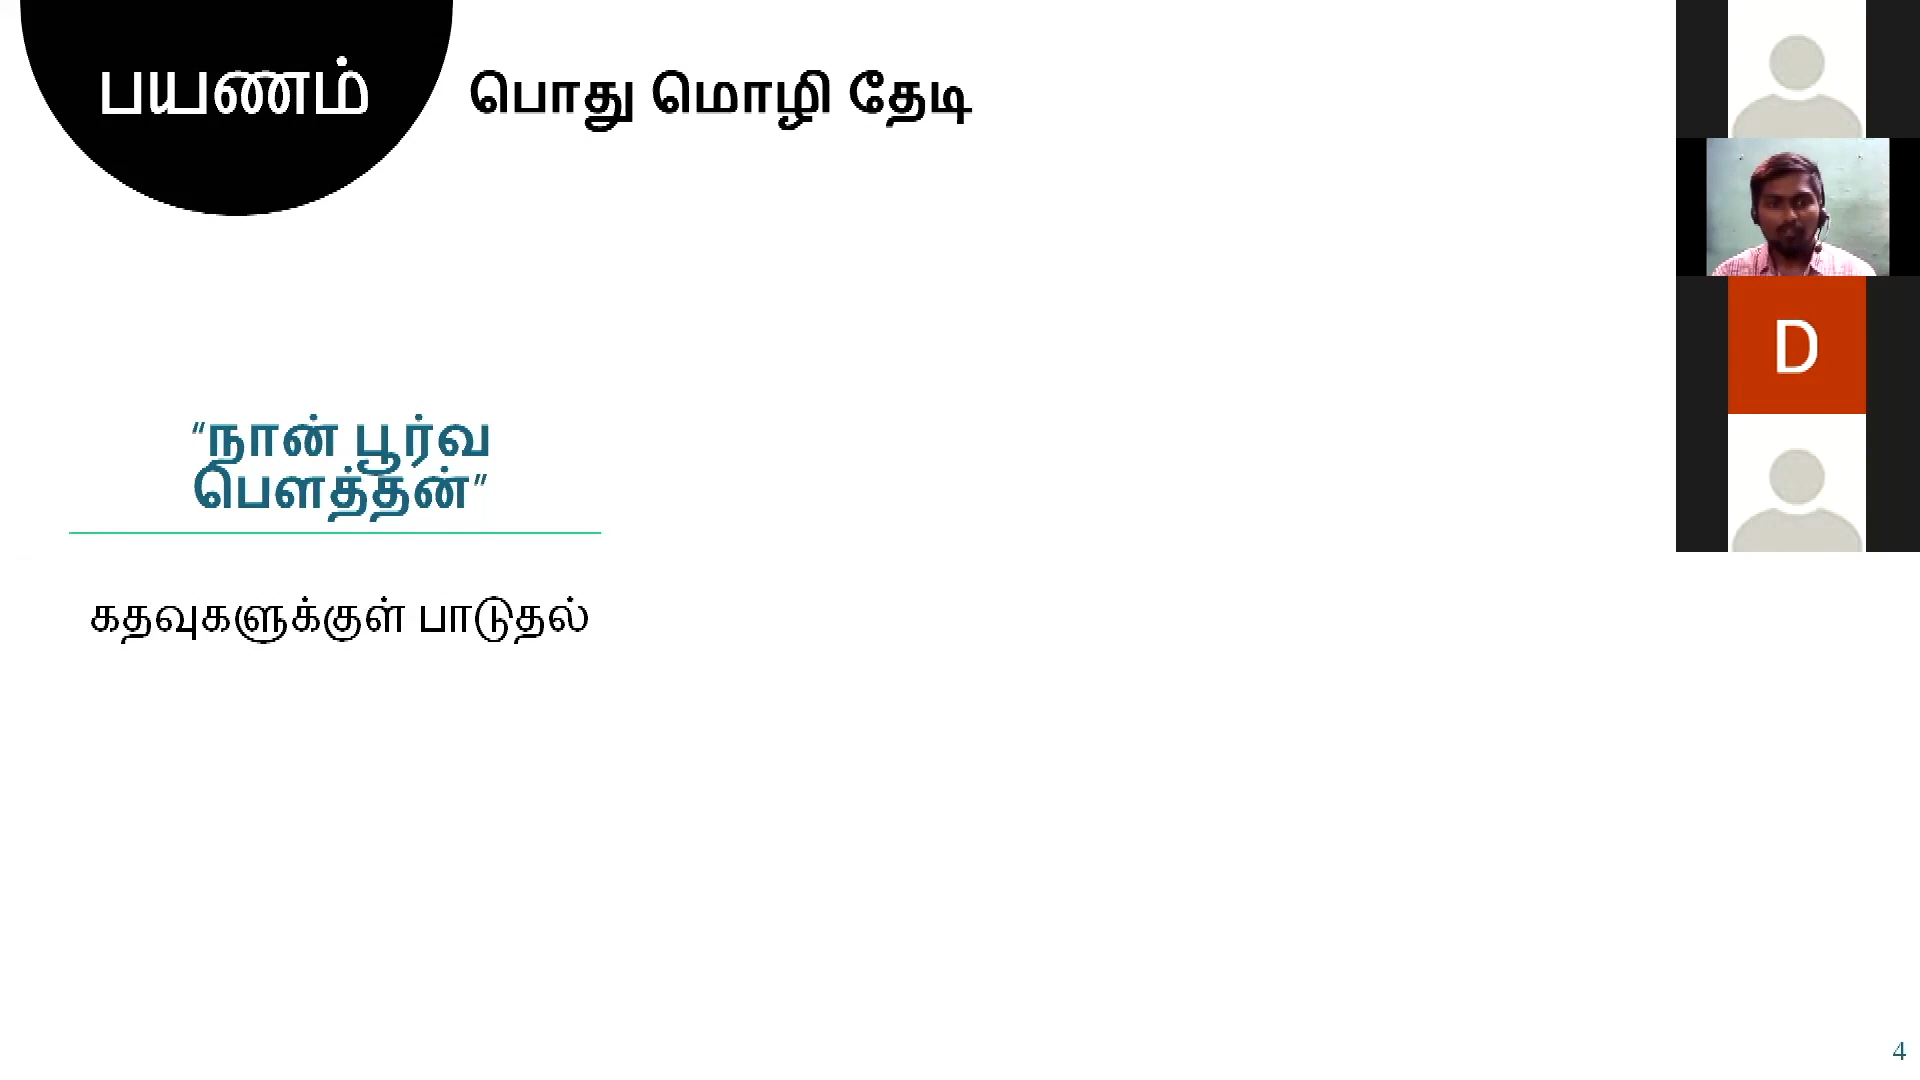 பயணம்
பொது மொழி தேடி
“நான் பூர்வ
பௌத்தன்”
கதவுகளுக்குள் பாடுதல்
D
4